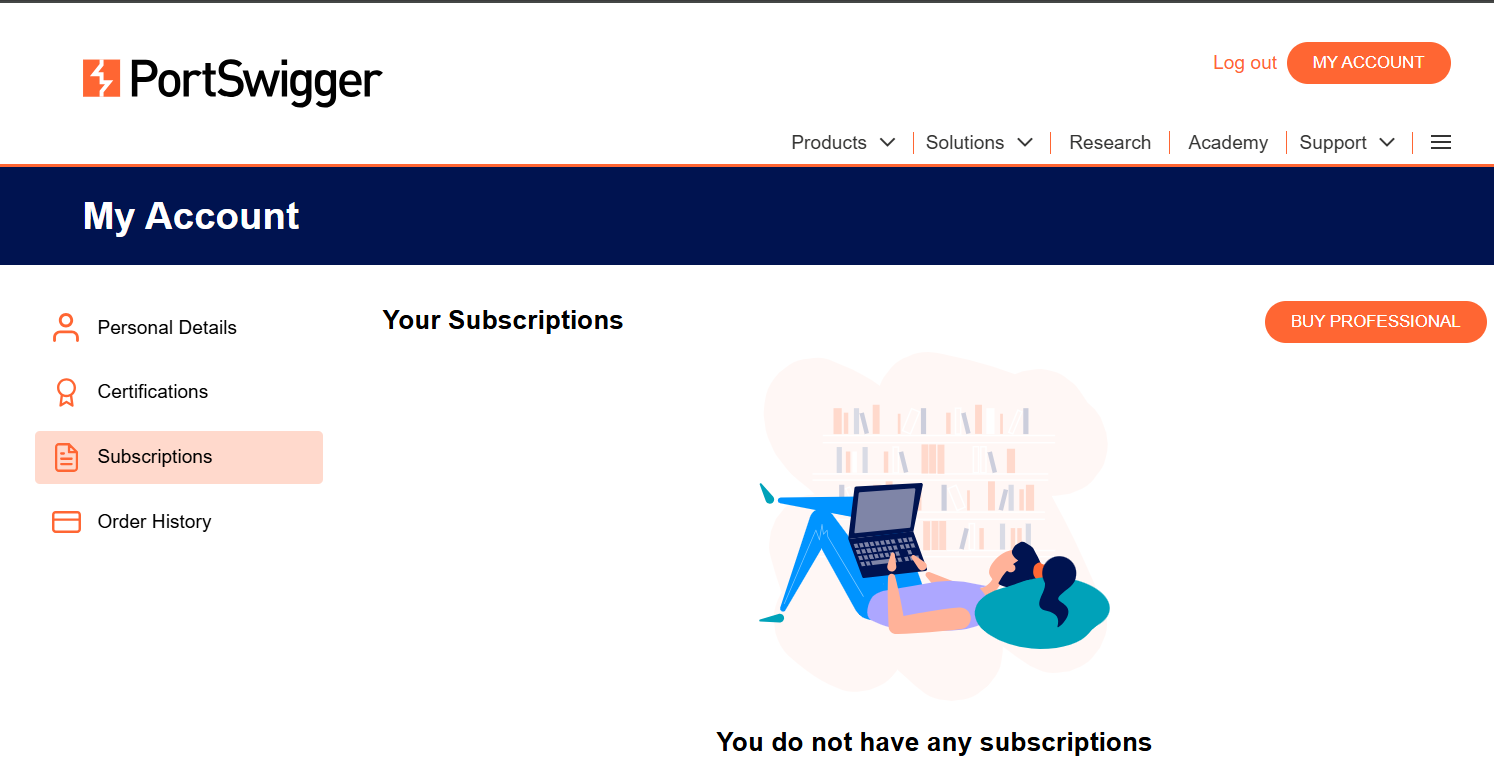 PortSwigger
Log out
MY ACCOUNT
Products
Solutions
Research
Academy
Support
My Account
Personal Details
Certifications
Subscriptions
Order History
Your Subscriptions
BUY PROFESSIONAL
You do not have any subscriptions